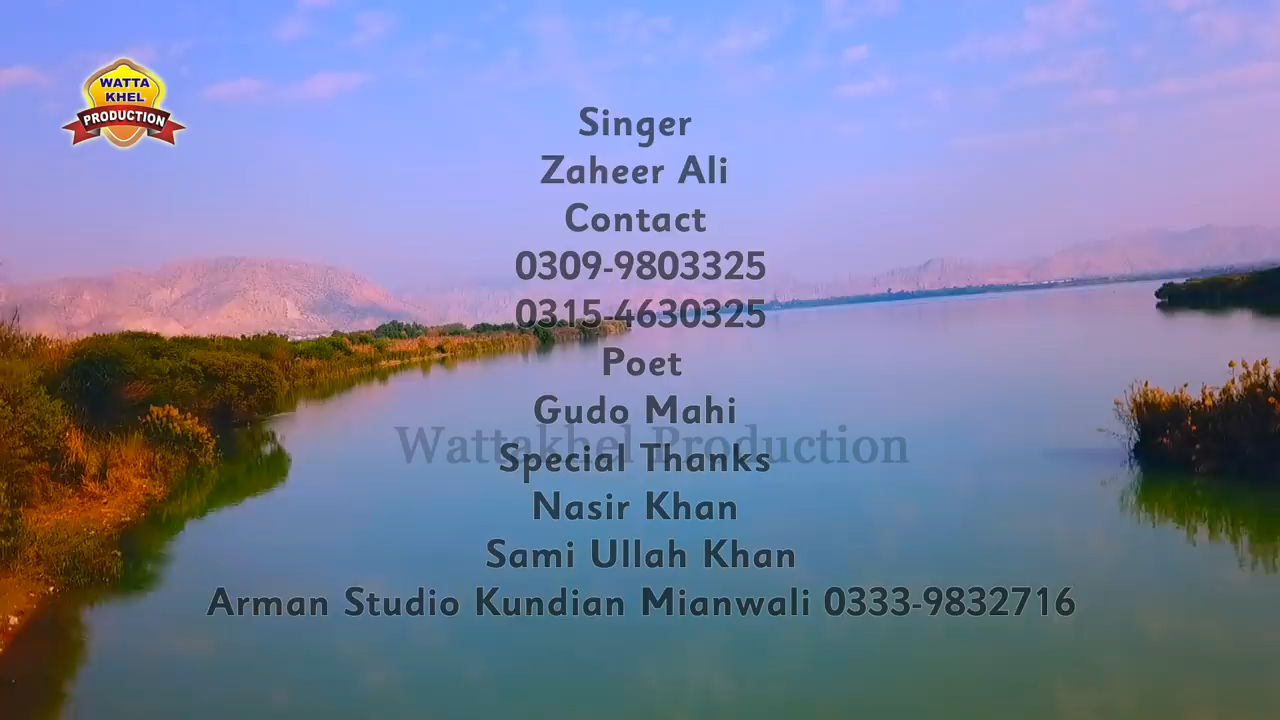 WATTA
KHEL
PRODUCTION
Singer
Zaheer Ali
Contact
0309-9803325
0315-4630325
Poet
Gudo Mahi
Wattakhel Production
Special Thanks
Nasir Khan
Sami Ullah Khan
Arman Studio Kundian Mianwali 0333-9832716